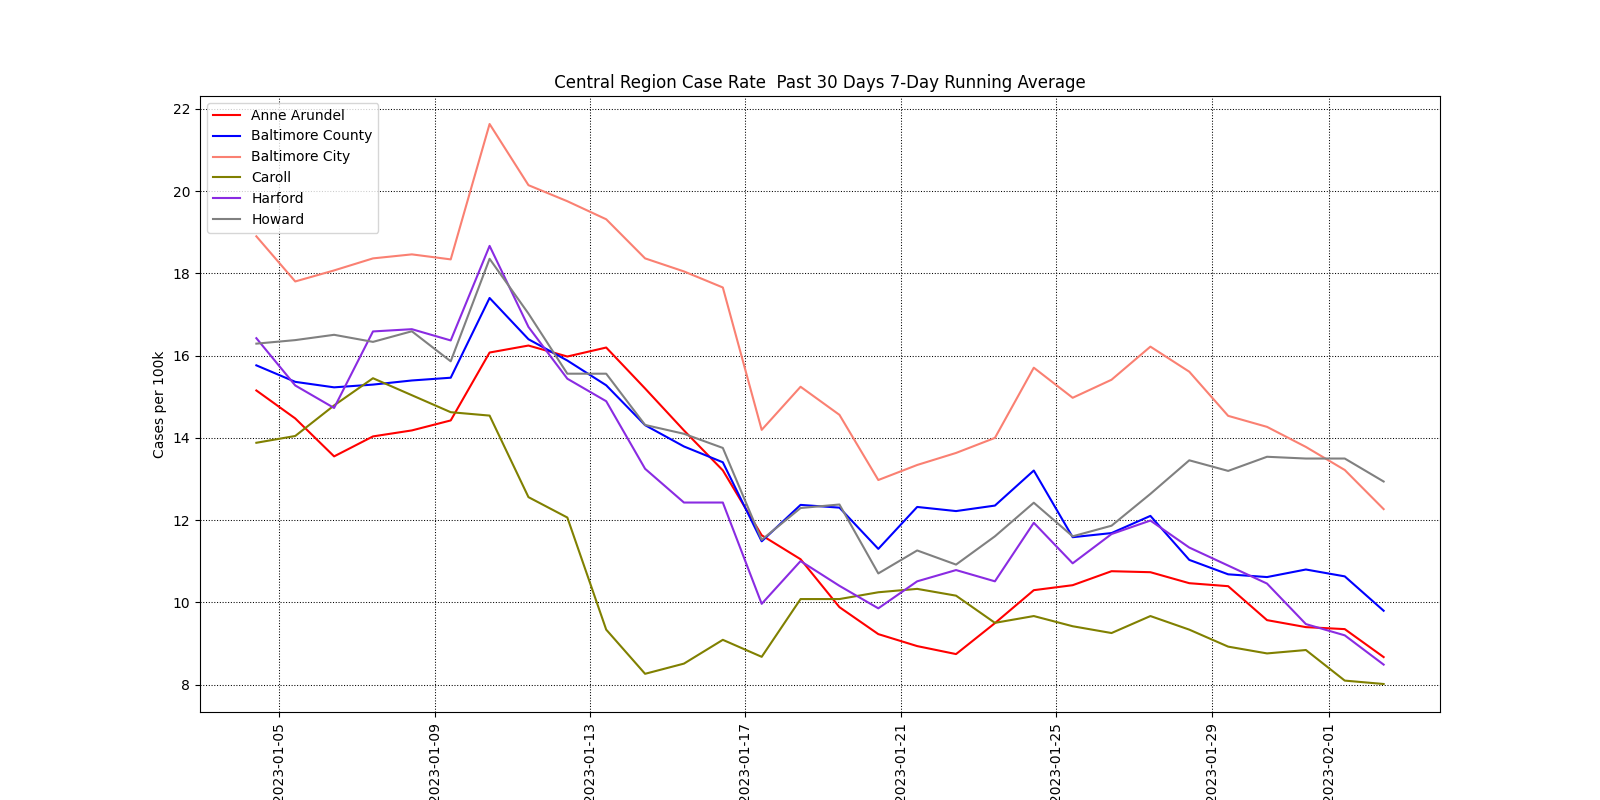 Central Region Case Rate  Past 30 Days 7-Day Running Average
22
20
18
16
14
12
10
8
Cases per 100k
Anne Arundel
Baltimore County
Baltimore City
Caroll
Harford
Howard
2023-01-05
2023-01-09
2023-01-13
2023-01-17
2023-01-21
2023-01-25
2023-01-29
2023-02-01